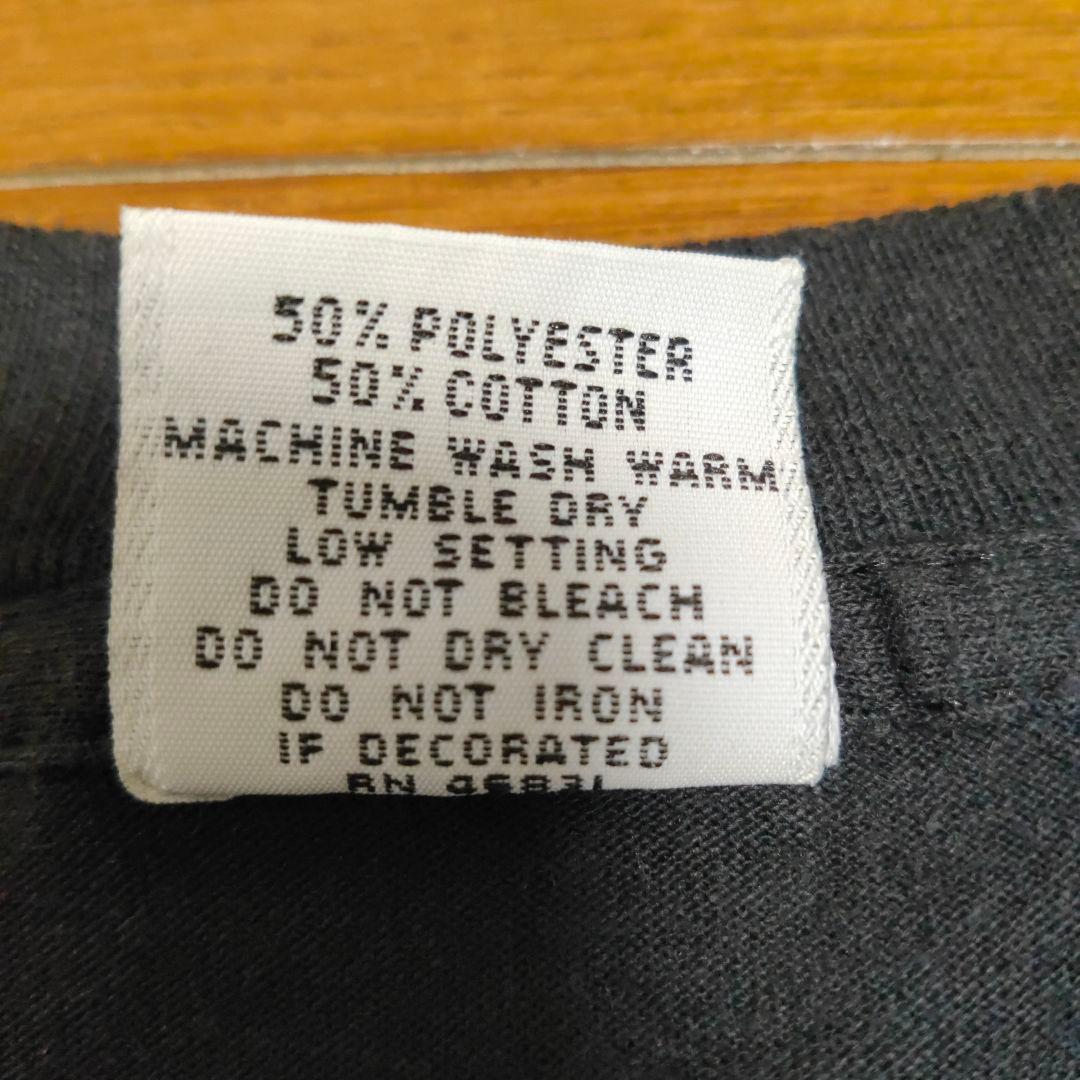 50% POLYESTER
50% COTTON
MACHINE WASH WARM
TUMBLE DRY
LOW SETTING
DO NOT BLEACH
DO NOT DRY CLEAN
DO NOT IRON
IF DECORATED
RN